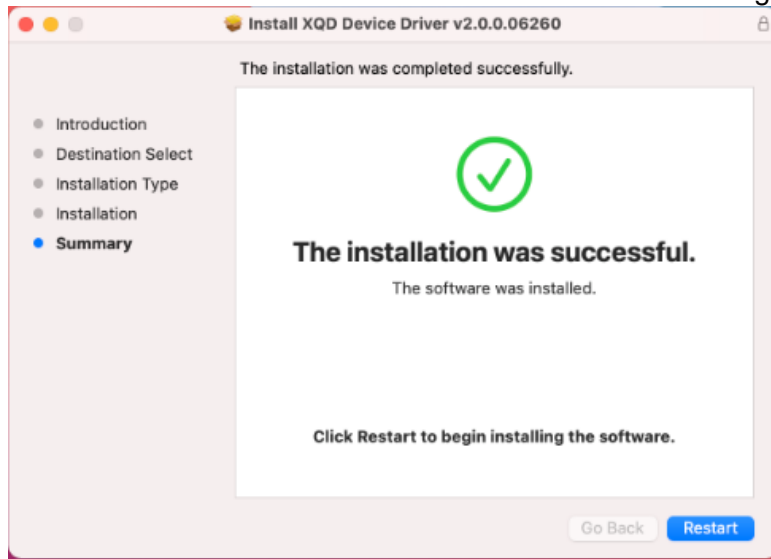 Install XQD Device Driver v2.0.0.06260
The installation was completed successfully.
Introduction
Destination Select
Installation Type
Installation
Summary
The installation was successful.
The software was installed.
Click Restart to begin installing the software.
Go Back
Restart